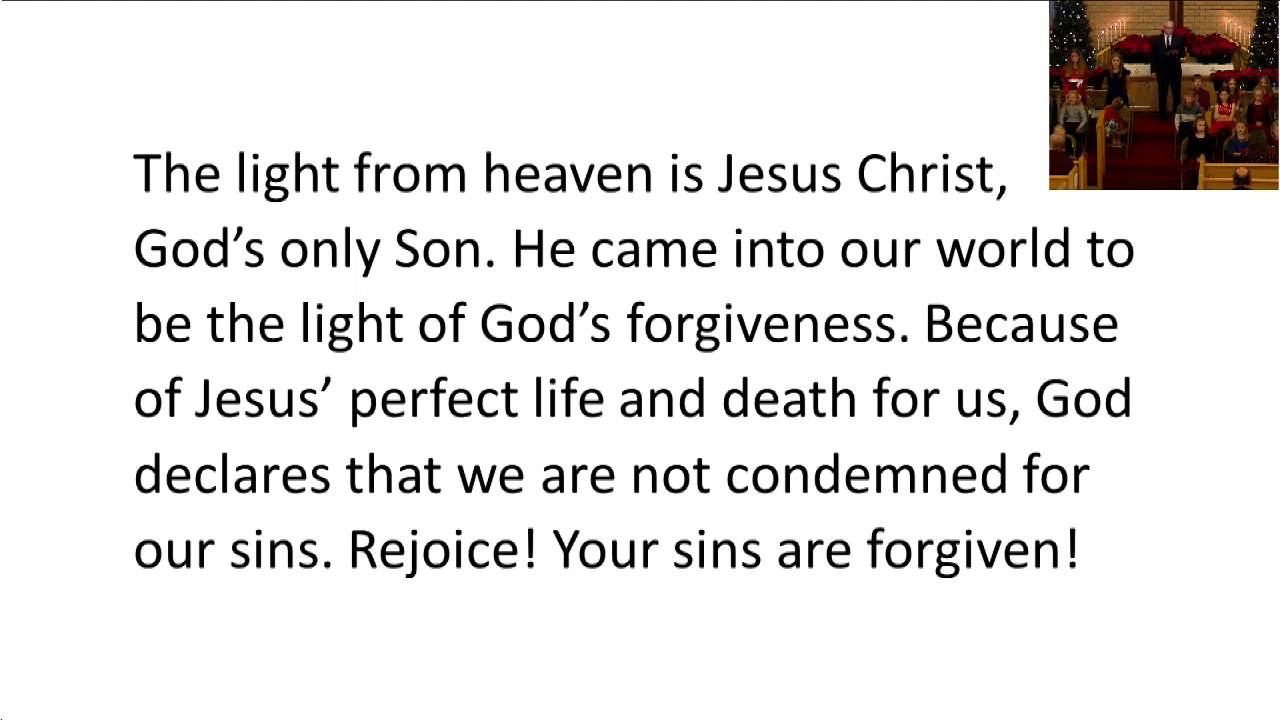 The light from heaven is Jesus Christ,
God’s only Son. He came into our world to
be the light of God’s forgiveness. Because
of Jesus’ perfect life and death for us, God
declares that we are not condemned for
our sins. Rejoice! Your sins are forgiven!